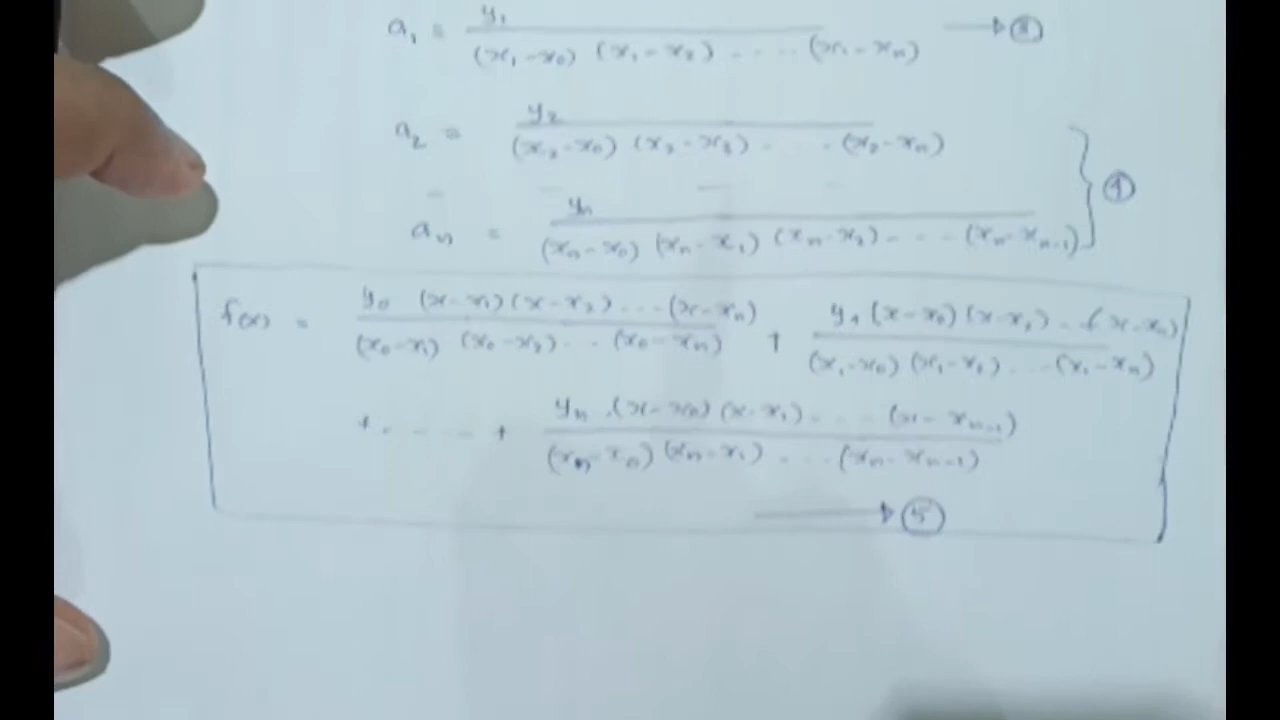 a₁ = y₁ / (x₁-x₀) (x₁-x₂) .... (x₁-xₙ) → ③
a₂ = y₂ / (x₂-x₀) (x₂-x₃) .... (x₂-xₙ)
aₙ = yₙ / (xₙ-x₀) (xₙ-x₁) (xₙ-x₂) .... (xₙ-xₙ₋₁) } ④
f(x) = y₀ (x-x₁) (x-x₂) .... (x-xₙ) / (x₀-x₁) (x₀-x₂) ... (x₀-xₙ) + y₁ (x-x₀) (x-x₂) .. (x-xₙ) / (x₁-x₀) (x₁-x₂) .... (x₁-xₙ)
+ ...... + yₙ (x-x₀) (x-x₁) .... (x-xₙ₋₁) / (xₙ-x₀) (xₙ-x₁) .... (xₙ-xₙ₋₁)
→ ⑤